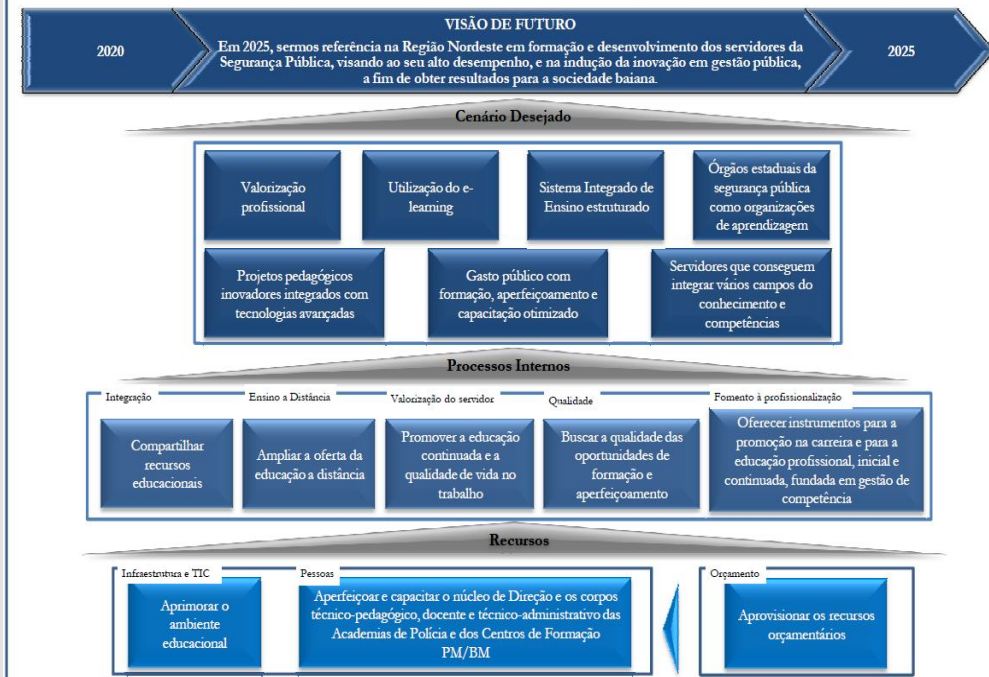 VISÃO DE FUTURO
2020
Em 2025, sermos referência na Região Nordeste em formação e desenvolvimento dos servidores da
Segurança Pública, visando ao seu alto desempenho, e na indução da inovação em gestão pública,
a fim de obter resultados para a sociedade baiana.
2025
Cenário Desejado
Valorização
profissional
Utilização do e-
learning
Sistema Integrado de
Ensino estruturado
Órgãos estaduais da
segurança pública
como organizações
de aprendizagem
Projetos pedagógicos
inovadores integrados com
tecnologias avançadas
Gasto público com
formação, aperfeiçoamento e
capacitação otimizado
Servidores que conseguem
integrar vários campos do
conhecimento e
competências
Processos Internos
Integração
Compartilhar
recursos
educacionais
Ensino a Distância
Ampliar a oferta da
educação a distância
Valorização do servidor
Promover a educação
continuada e a
qualidade de vida no
trabalho
Qualidade
Buscar a qualidade das
oportunidades de
formação e
aperfeiçoamento
Fomento à profissionalização
Oferecer instrumentos para a
promoção na carreira e para a
educação profissional, inicial e
continuada, fundada em gestão de
competência
Recursos
Infraestrutura e TIC
Aprimorar o
ambiente
educacional
Pessoas
Aperfeiçoar e capacitar o núcleo de Direção e os corpos
técnico-pedagógico, docente e técnico-administrativo das
Academias de Polícia e dos Centros de Formação
PM/BM
Orçamento
Aprovisionar os recursos
orçamentários